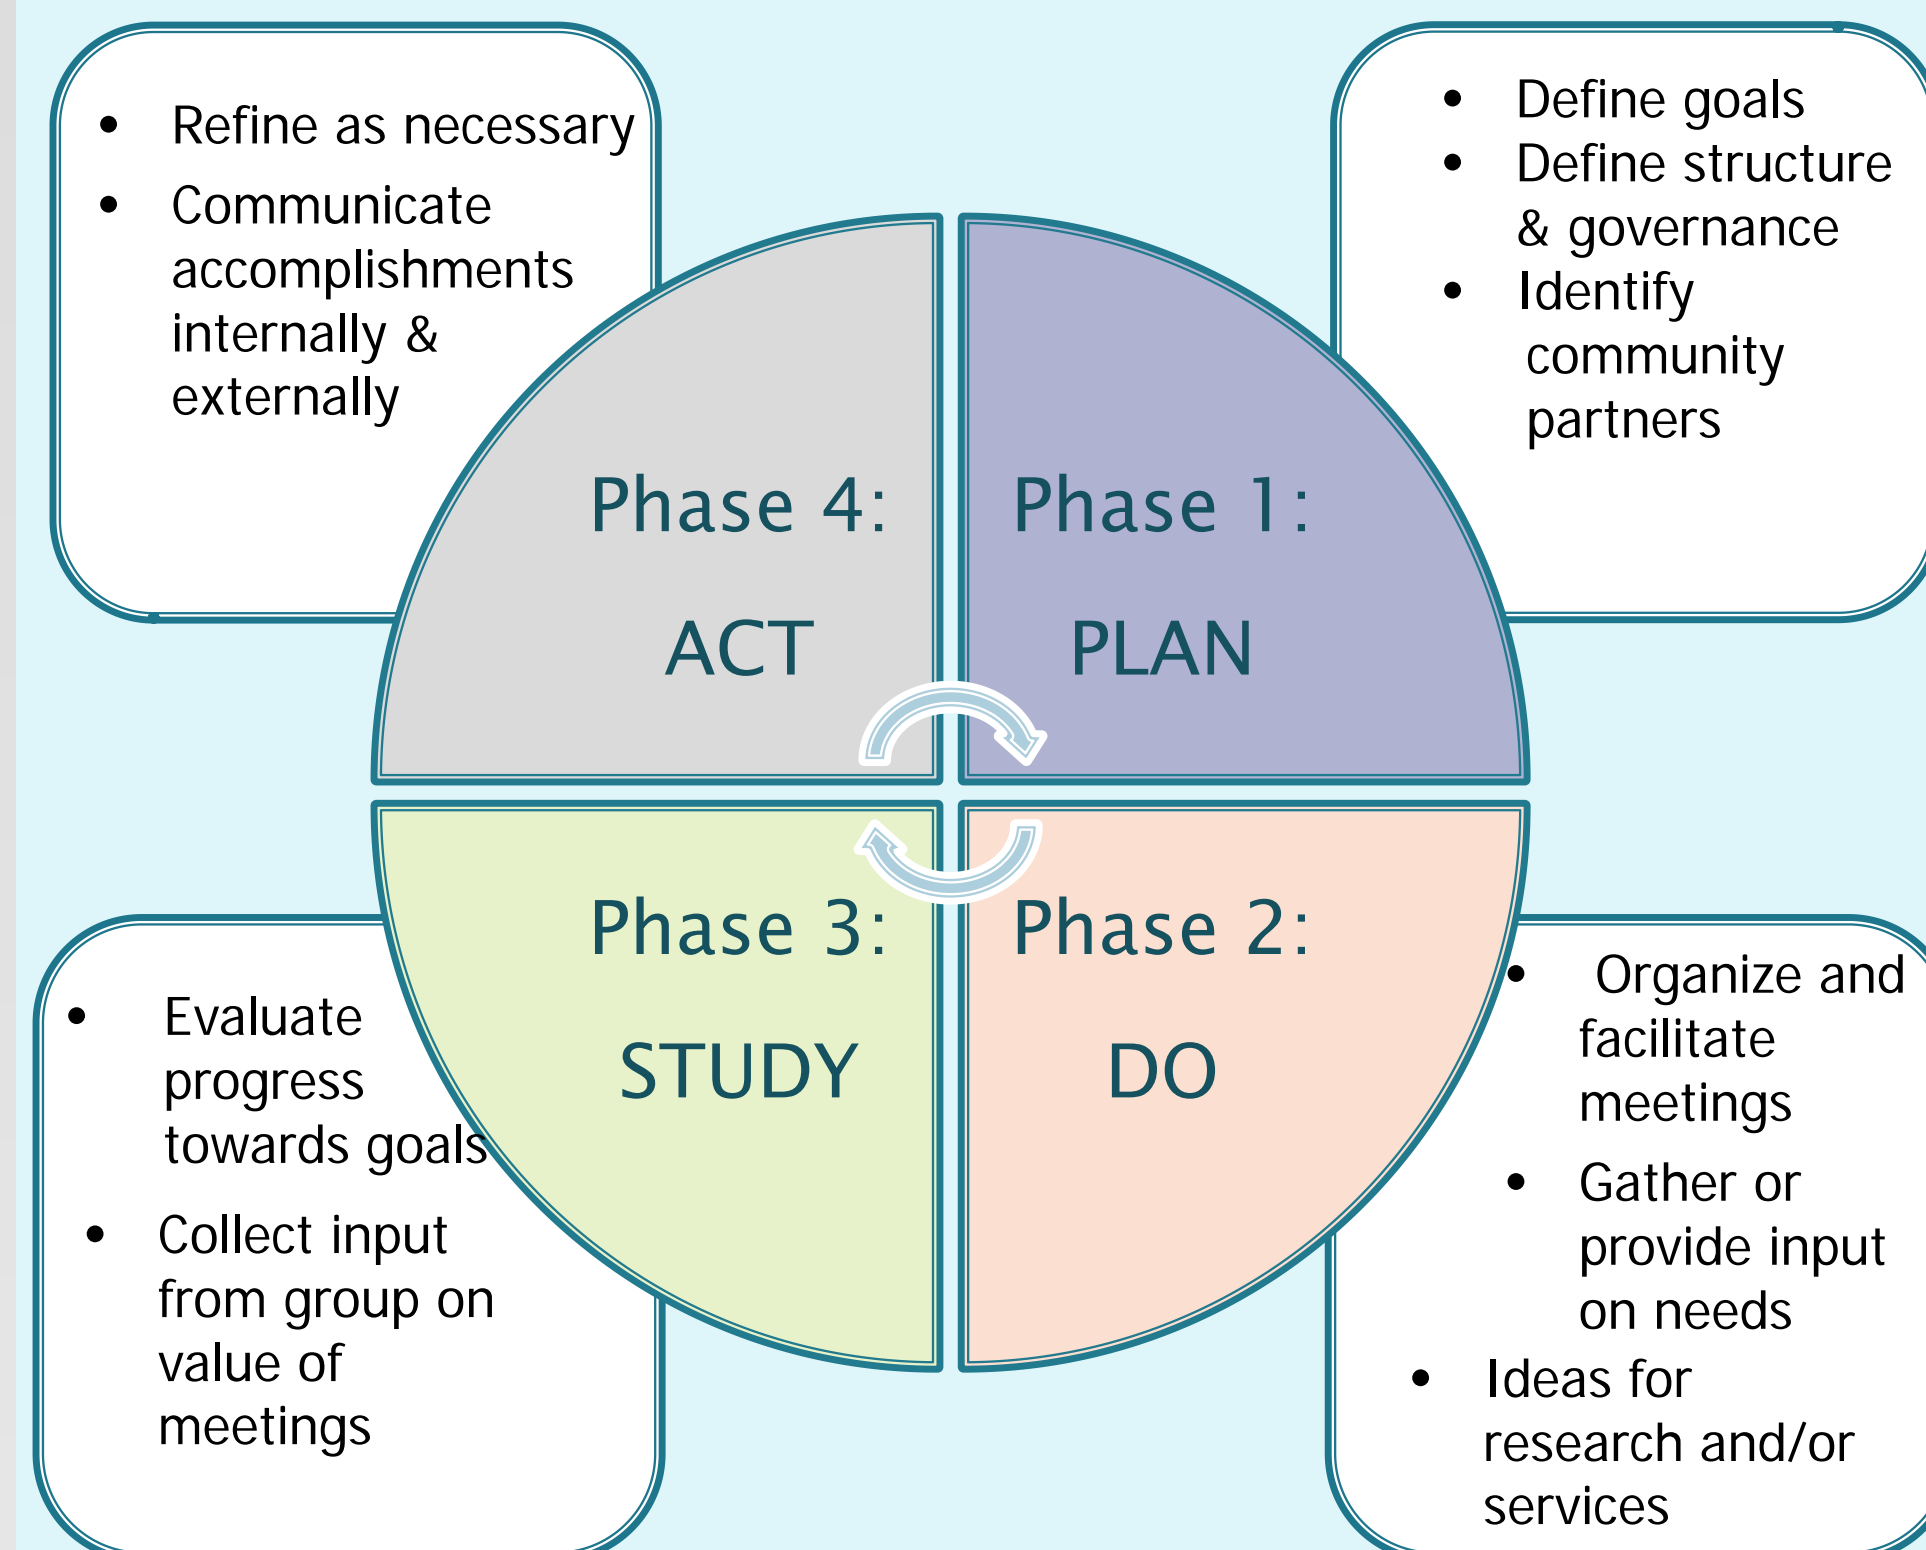 • Refine as necessary
• Communicate
accomplishments
internally &
externally
• Define goals
• Define structure
& governance
• Identify
community
partners
Phase 4:
ACT
Phase 1:
PLAN
Phase 3:
STUDY
Phase 2:
DO
• Evaluate
progress
towards goals
• Collect input
from group on
value of
meetings
• Organize and
facilitate
meetings
• Gather or
provide input
on needs
• Ideas for
research and/or
services